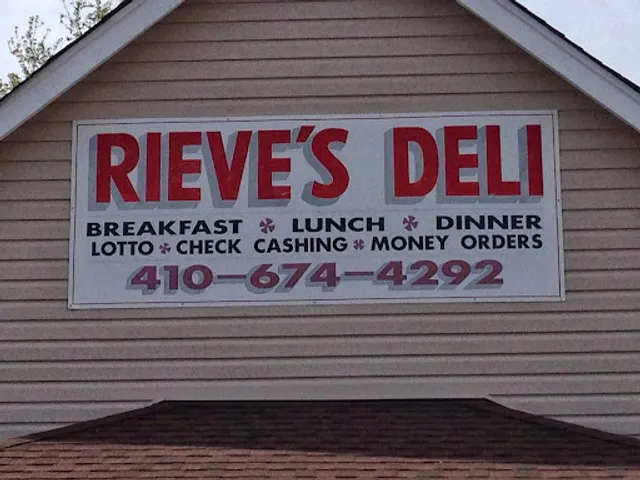 RIEVE'S DELI
BREAKFAST LUNCH DINNER
LOTTO CHECK CASHING MONEY ORDERS
410-674-4292